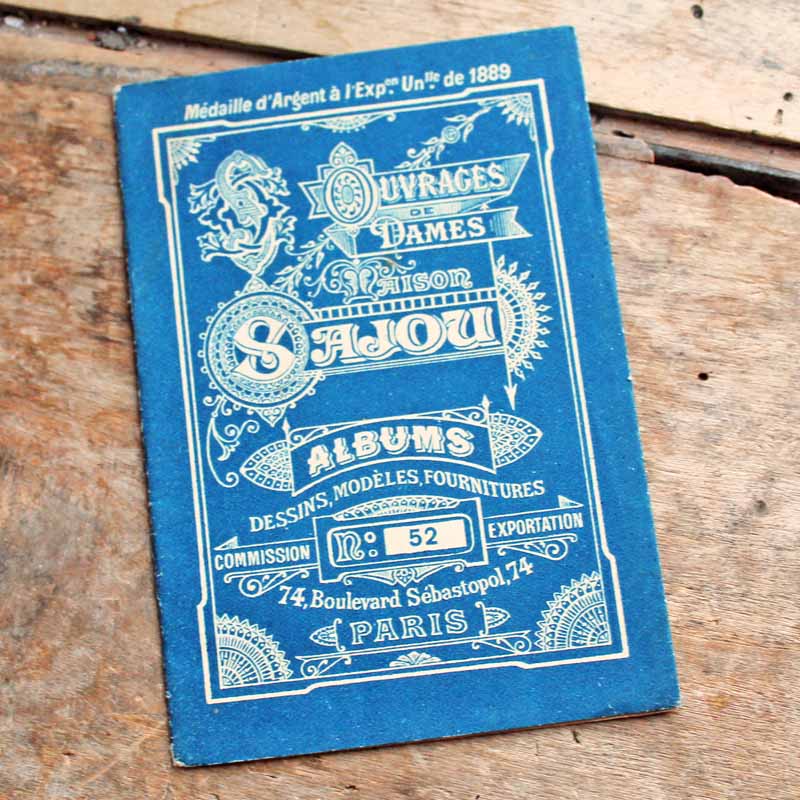 Médaille d'Argent à l'Expon. Unlle. de 1889
S
OUVRAGES
DE
DAMES
MAISON
SAJOU
ALBUMS
DESSINS, MODÈLES, FOURNITURES
COMMISSION No. 52 EXPORTATION
74, Boulevard Sébastopol, 74
PARIS